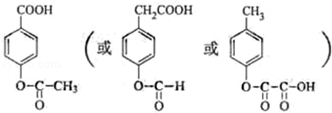 COOH
CH₂COOH
CH₃
(或
或
)
O-C-CH₃
O
O-C-H
O
O-C-C-OH
O O